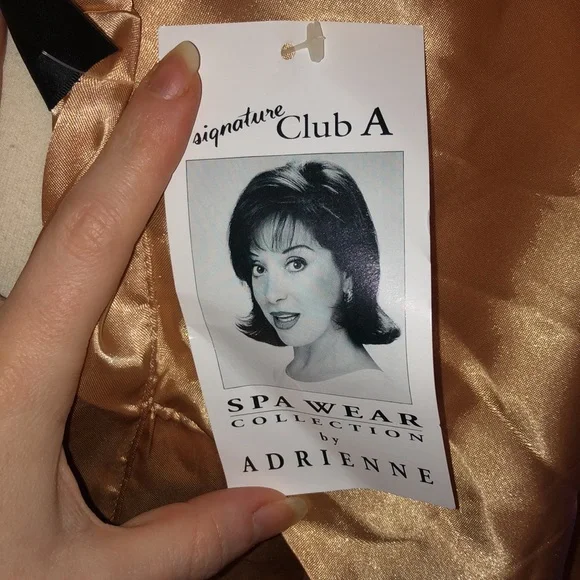 signature Club A
SPA WEAR
COLLECTION
by
ADRIENNE